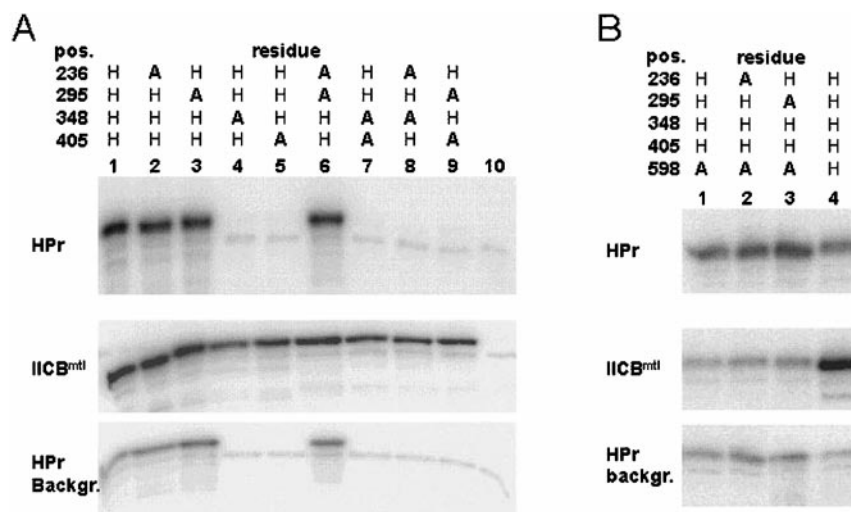 A
pos. residue
236 H A H H H A H A H
295 H H A H H A H H A
348 H H H A H H A A H
405 H H H H A H A H A
1 2 3 4 5 6 7 8 9 10
HPr
IICBmtl
HPr
Backgr.
B
pos. residue
236 H A H H
295 H H A H
348 H H H H
405 H H H H
598 A A A H
1 2 3 4
HPr
IICBmtl
HPr
backgr.